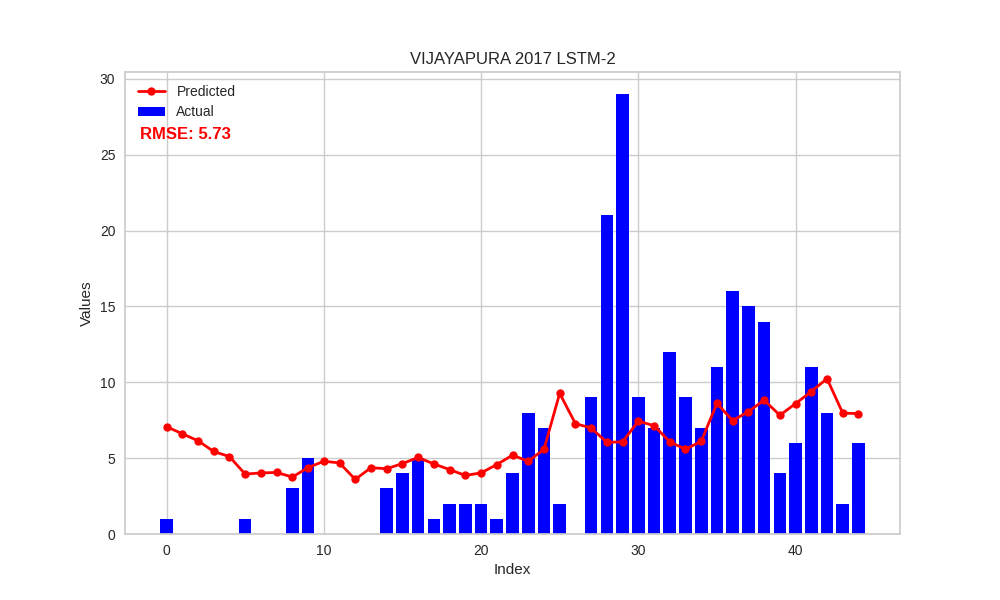 VIJAYAPURA 2017 LSTM-2
Predicted
Actual
RMSE: 5.73
30
25
20
15
10
5
0
Values
0 10 20 30 40
Index